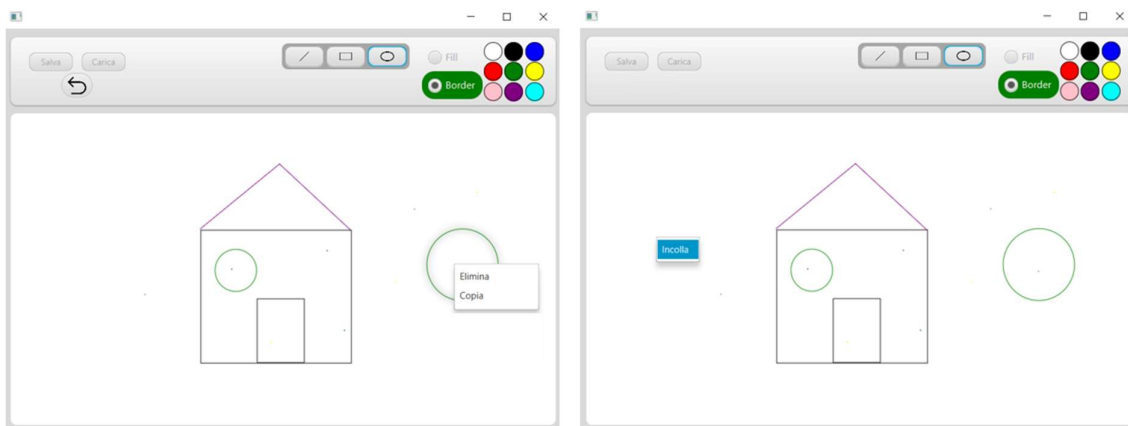 Salva Carica Fill
Border
Elimina
Copia
Salva Carica Fill
Border
Incolla